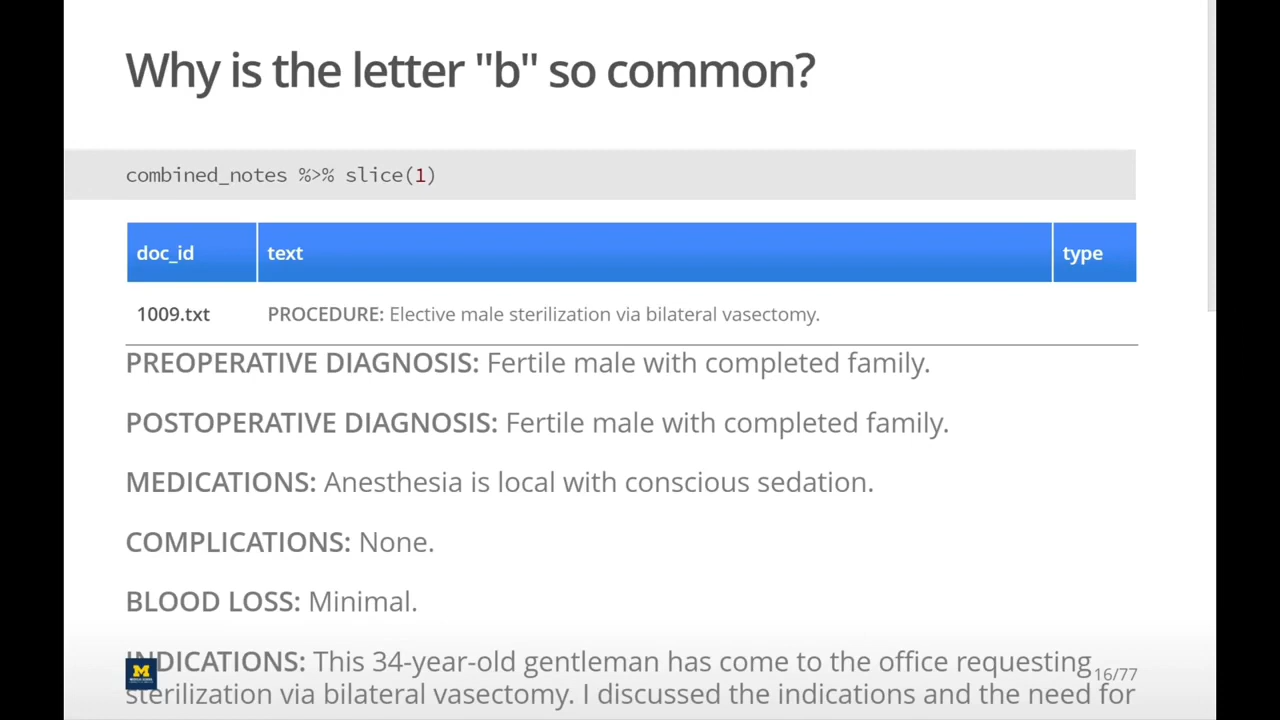 Why is the letter "b" so common?
combined_notes %>% slice(1)
doc_id text type
1009.txt PROCEDURE: Elective male sterilization via bilateral vasectomy.
PREOPERATIVE DIAGNOSIS: Fertile male with completed family.
POSTOPERATIVE DIAGNOSIS: Fertile male with completed family.
MEDICATIONS: Anesthesia is local with conscious sedation.
COMPLICATIONS: None.
BLOOD LOSS: Minimal.
INDICATIONS: This 34-year-old gentleman has come to the office requesting
16/77
sterilization via bilateral vasectomy. I discussed the indications and the need for
M